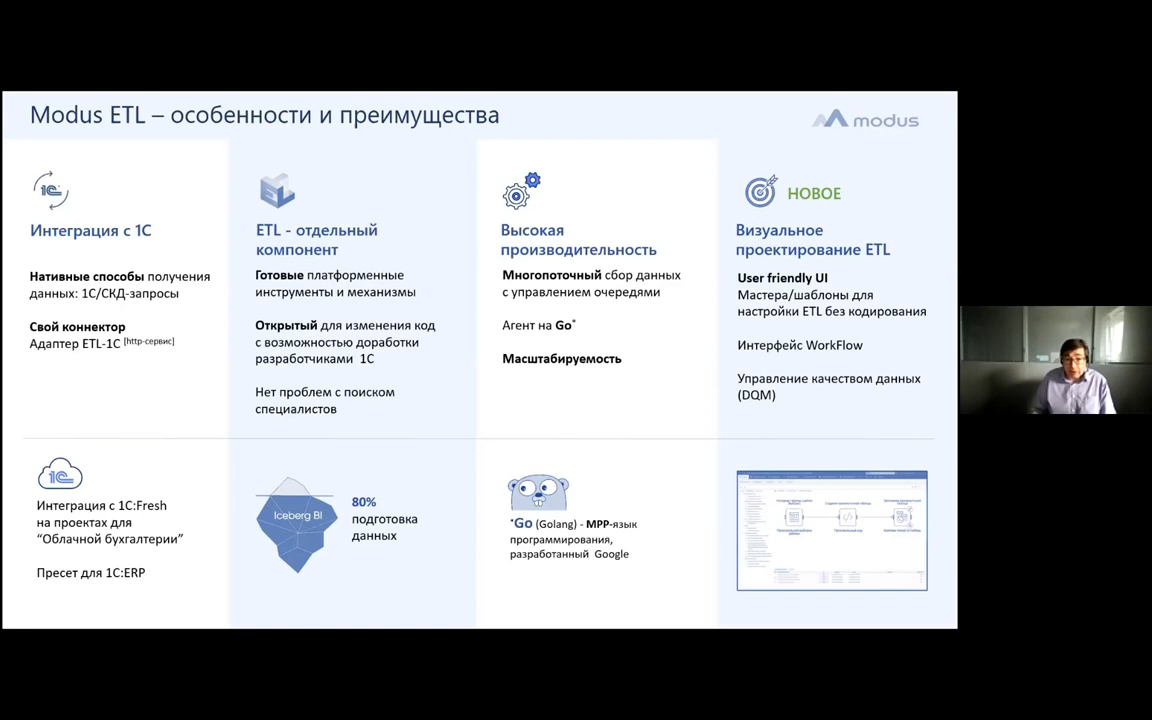 Modus ETL – особенности и преимущества
modus
1С
Интеграция с 1С
Нативные способы получения
данных: 1С/СКД-запросы
Свой коннектор
Адаптер ETL-1С [http-сервис]
ETL - отдельный
компонент
Готовые платформенные
инструменты и механизмы
Открытый для изменения код
с возможностью доработки
разработчиками 1С
Нет проблем с поиском
специалистов
Высокая
производительность
Многопоточный сбор данных
с управлением очередями
Агент на Go*
Масштабируемость
НОВОЕ
Визуальное
проектирование ETL
User friendly UI
Мастера/шаблоны для
настройки ETL без кодирования
Интерфейс WorkFlow
Управление качеством данных
(DQM)
1С
Интеграция с 1С:Fresh
на проектах для
“Облачной бухгалтерии”
Пресет для 1С:ERP
Iceberg BI
80%
подготовка
данных
*Go (Golang) - MPP-язык
программирования,
разработанный Google